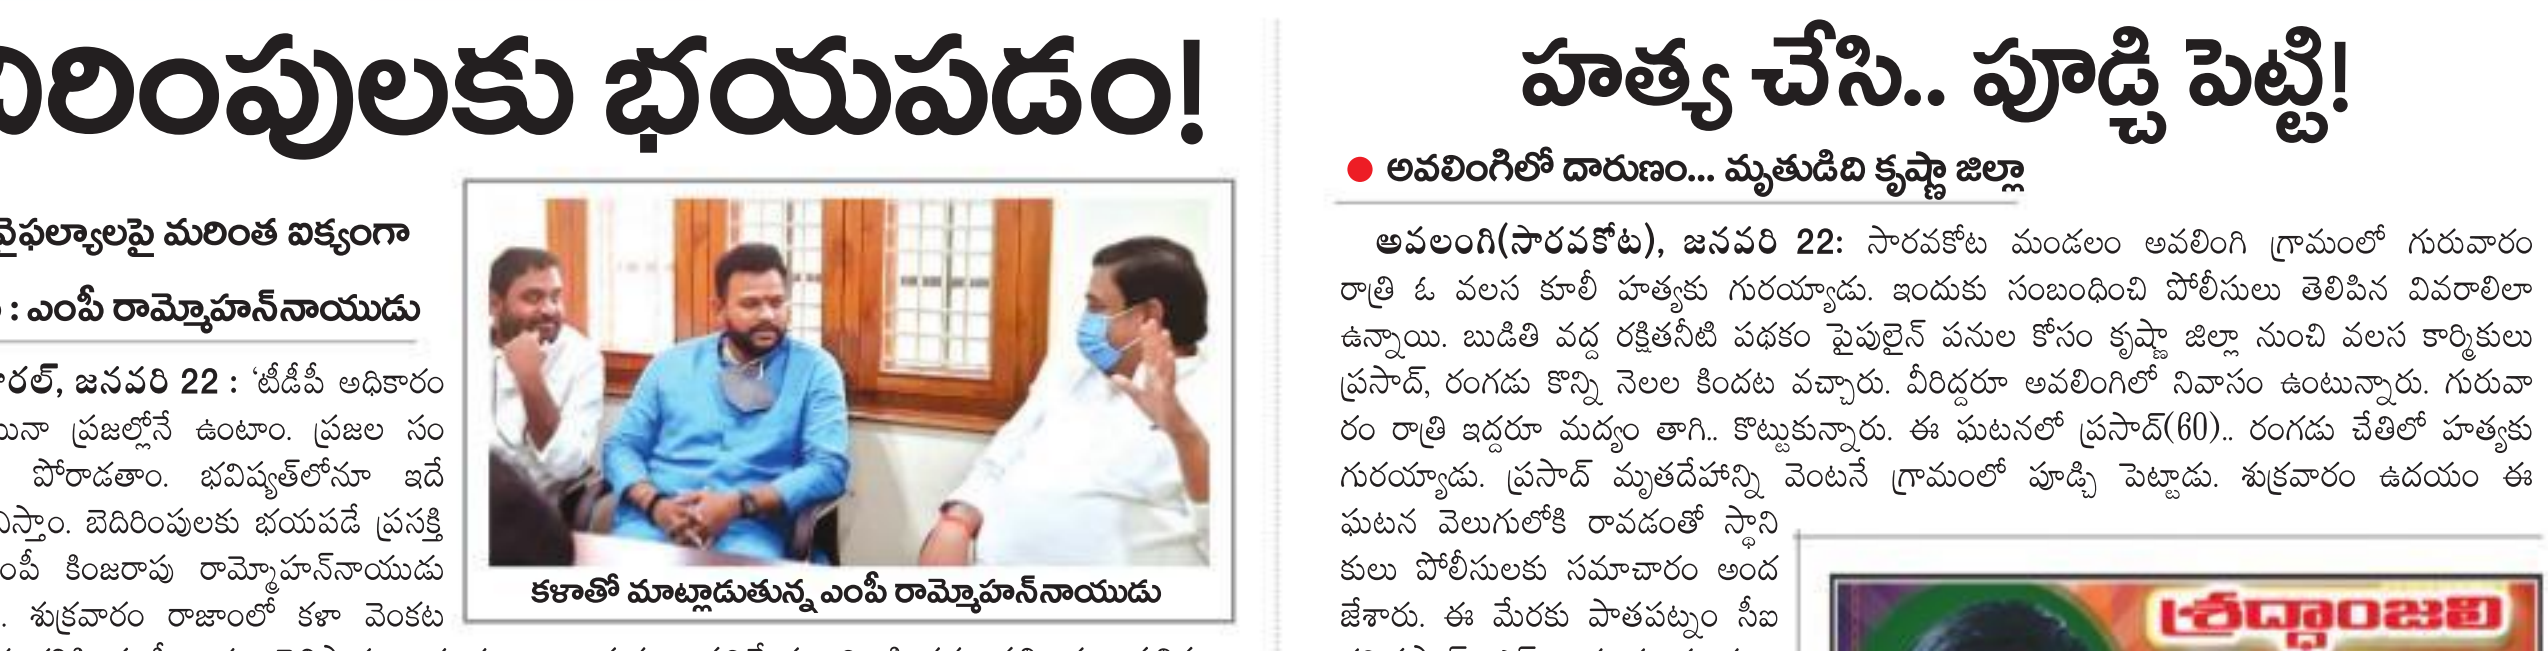 భయపడం!
వైఫల్యాలపై మరింత ఐక్యంగా
: ఎంపీ రామ్మోహన్‌నాయుడు
జనవరి 22 : ‘టీడీపీ అధికారం
ప్రజల్లోనే ఉంటాం. ప్రజల సం
పోరాడతాం. భవిష్యత్‌లోనూ ఇదే
బెదిరింపులకు భయపడే ప్రసక్తి
కింజరాపు రామ్మోహన్‌నాయుడు
శుక్రవారం రాజాంలో కళా వెంకట
కళాతో మాట్లాడుతున్న ఎంపీ రామ్మోహన్‌నాయుడు
హత్య చేసి.. పూడ్చి పెట్టి!
● అవలింగిలో దారుణం... మృతుడిది కృష్ణా జిల్లా
అవలంగి(సారవకోట), జనవరి 22: సారవకోట మండలం అవలింగి గ్రామంలో గురువారం
రాత్రి ఓ వలస కూలీ హత్యకు గురయ్యాడు. ఇందుకు సంబంధించి పోలీసులు తెలిపిన వివరాలిలా
ఉన్నాయి. బుడితి వద్ద రక్షితనీటి పథకం పైపులైన్ పనుల కోసం కృష్ణా జిల్లా నుంచి వలస కార్మికులు
ప్రసాద్, రంగడు కొన్ని నెలల కిందట వచ్చారు. వీరిద్దరూ అవలింగిలో నివాసం ఉంటున్నారు. గురువా
రం రాత్రి ఇద్దరూ మద్యం తాగి.. కొట్టుకున్నారు. ఈ ఘటనలో ప్రసాద్(60).. రంగడు చేతిలో హత్యకు
గురయ్యాడు. ప్రసాద్ మృతదేహాన్ని వెంటనే గ్రామంలో పూడ్చి పెట్టాడు. శుక్రవారం ఉదయం ఈ
ఘటన వెలుగులోకి రావడంతో స్థాని
కులు పోలీసులకు సమాచారం అంద
జేశారు. ఈ మేరకు పాతపట్నం సీఐ
శ్రద్ధాంజలి